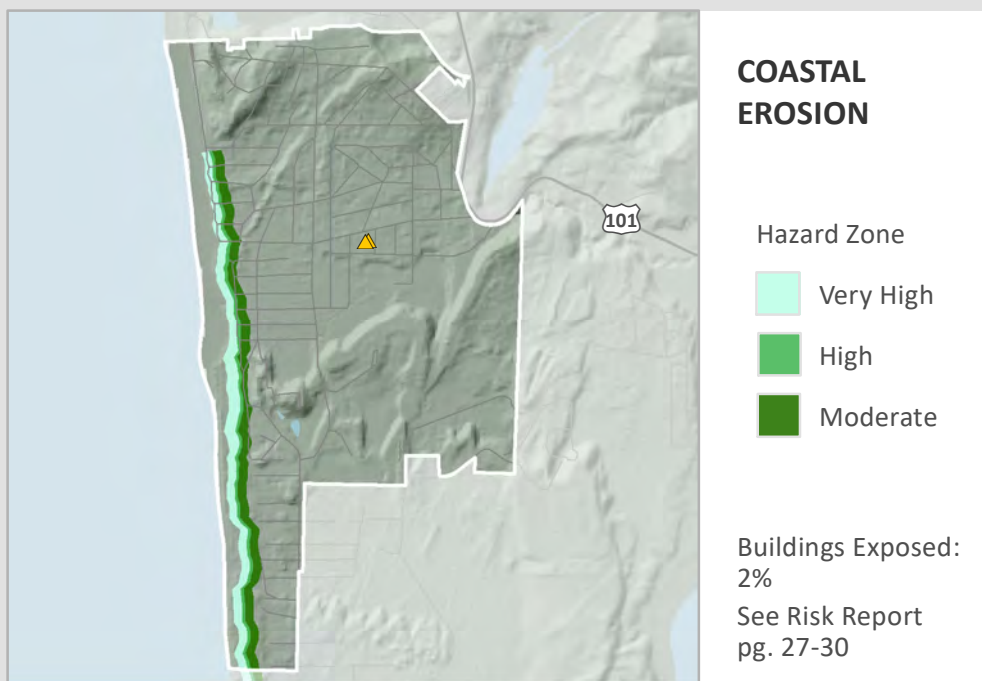 COASTAL
EROSION
101
Hazard Zone
Very High
High
Moderate
Buildings Exposed:
2%
See Risk Report
pg. 27-30